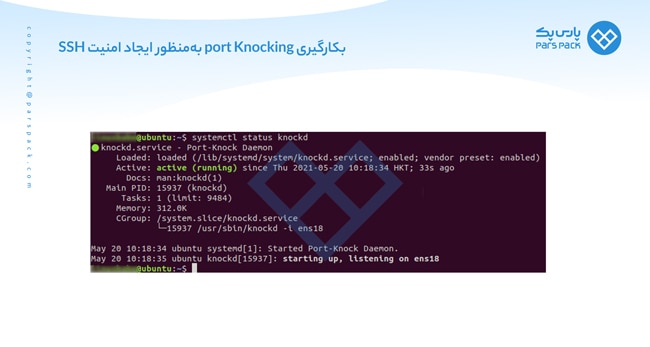 بکارگیری port Knocking به‌منظور ایجاد امنیت SSH
پارس پک
PARS PACK
copyright@parspack.com
@ubuntu:~$ systemctl status knockd
● knockd.service - Port-Knock Daemon
Loaded: loaded (/lib/systemd/system/knockd.service; enabled; vendor preset: enabled)
Active: active (running) since Thu 2021-05-20 10:18:34 HKT; 33s ago
Docs: man:knockd(1)
Main PID: 15937 (knockd)
Tasks: 1 (limit: 9484)
Memory: 312.0K
CGroup: /system.slice/knockd.service
└─15937 /usr/sbin/knockd -i ens18
May 20 10:18:34 ubuntu systemd[1]: Started Port-Knock Daemon.
May 20 10:18:35 ubuntu knockd[15937]: starting up, listening on ens18
@ubuntu:~$